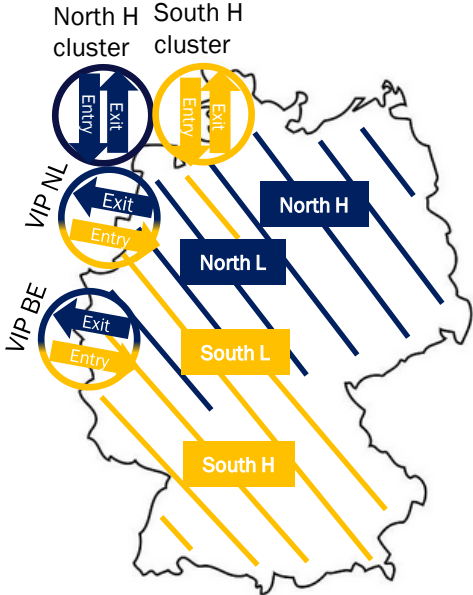 North H
cluster
South H
cluster
Entry
Exit
Entry
Exit
VIP NL
Exit
Entry
North H
North L
VIP BE
Exit
Entry
South L
South H